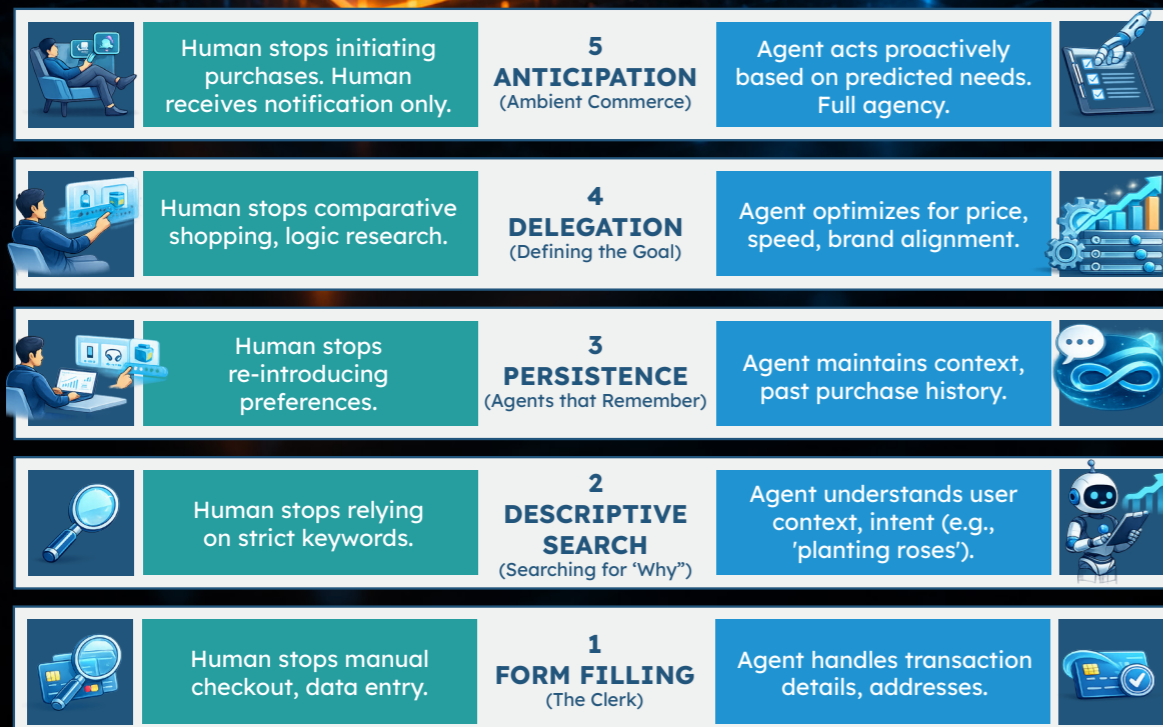 Human stops initiating
purchases. Human
receives notification only.
5
ANTICIPATION
(Ambient Commerce)
Agent acts proactively
based on predicted needs.
Full agency.
Human stops comparative
shopping, logic research.
4
DELEGATION
(Defining the Goal)
Agent optimizes for price,
speed, brand alignment.
Human stops
re-introducing
preferences.
3
PERSISTENCE
(Agents that Remember)
Agent maintains context,
past purchase history.
Human stops relying
on strict keywords.
2
DESCRIPTIVE
SEARCH
(Searching for ‘Why”)
Agent understands user
context, intent (e.g.,
'planting roses').
Human stops manual
checkout, data entry.
1
FORM FILLING
(The Clerk)
Agent handles transaction
details, addresses.